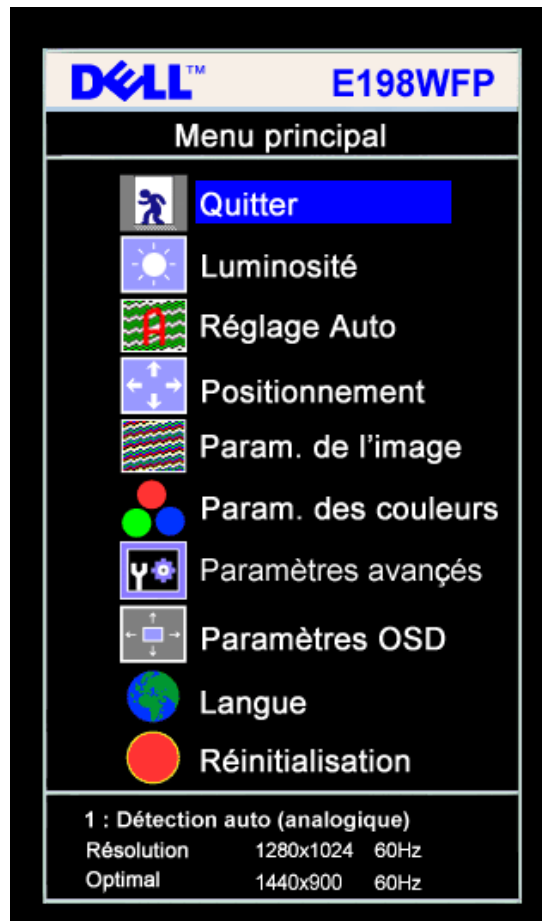 DELL™ E198WFP
Menu principal
Quitter
Luminosité
Réglage Auto
Positionnement
Param. de l'image
Param. des couleurs
Paramètres avançés
Paramètres OSD
Langue
Réinitialisation
1 : Détection auto (analogique)
Résolution 1280x1024 60Hz
Optimal 1440x900 60Hz